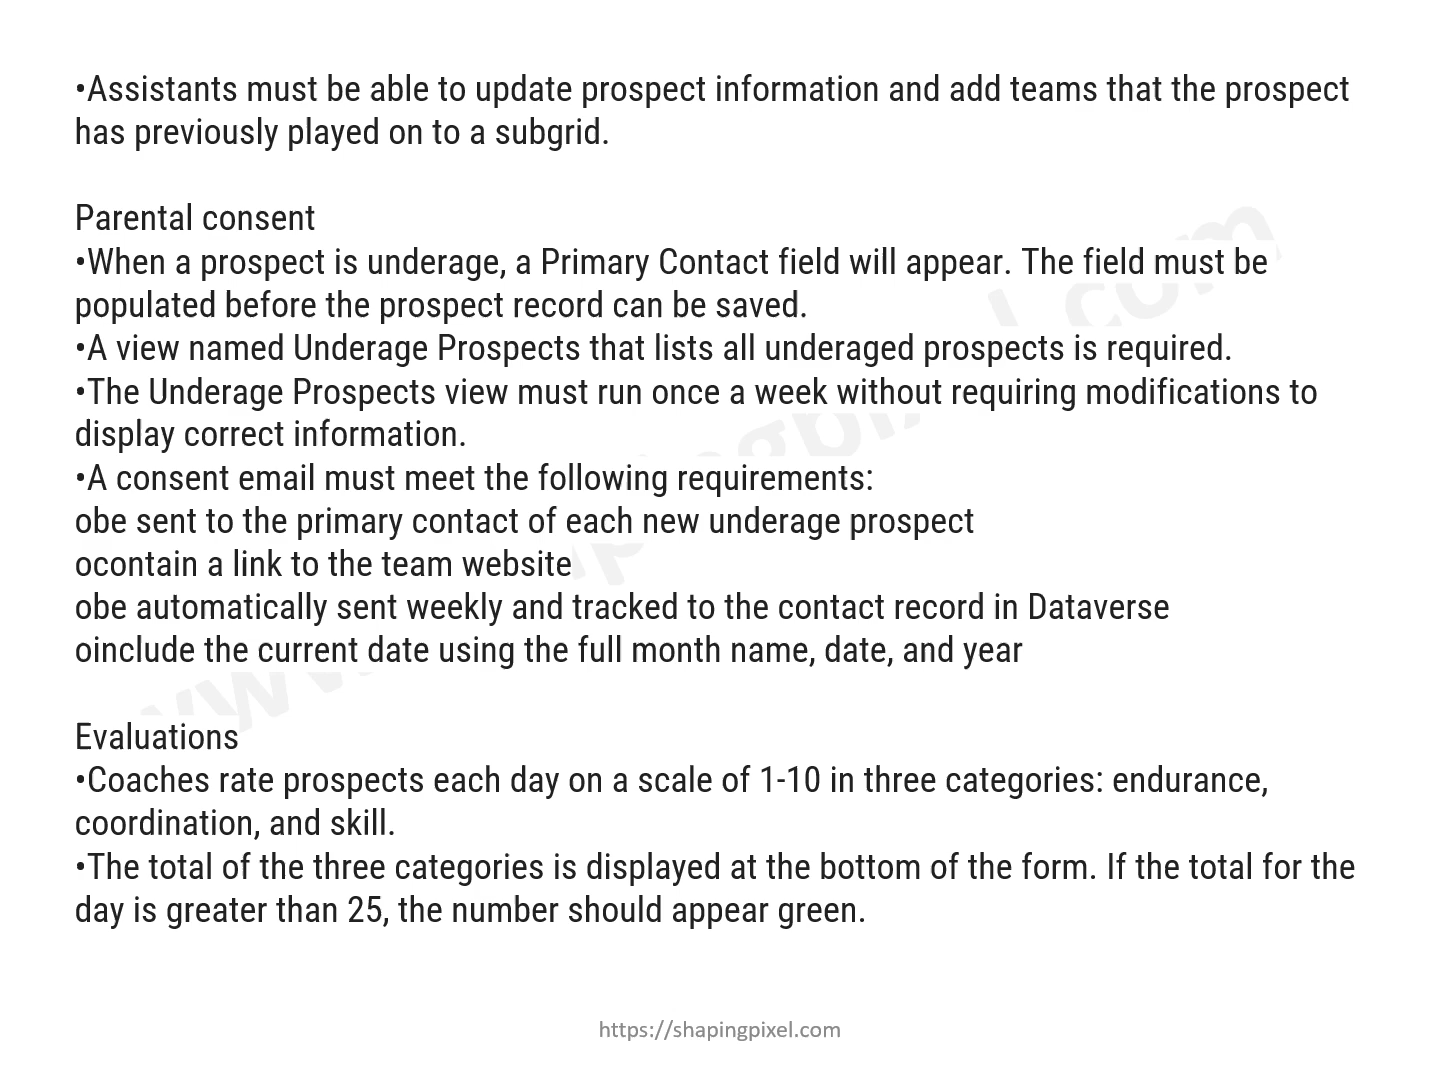 •Assistants must be able to update prospect information and add teams that the prospect
has previously played on to a subgrid.
Parental consent
•When a prospect is underage, a Primary Contact field will appear. The field must be
populated before the prospect record can be saved.
•A view named Underage Prospects that lists all underaged prospects is required.
•The Underage Prospects view must run once a week without requiring modifications to
display correct information.
•A consent email must meet the following requirements:
obe sent to the primary contact of each new underage prospect
ocontain a link to the team website
obe automatically sent weekly and tracked to the contact record in Dataverse
oinclude the current date using the full month name, date, and year
Evaluations
•Coaches rate prospects each day on a scale of 1-10 in three categories: endurance,
coordination, and skill.
•The total of the three categories is displayed at the bottom of the form. If the total for the
day is greater than 25, the number should appear green.
https://shapingpixel.com